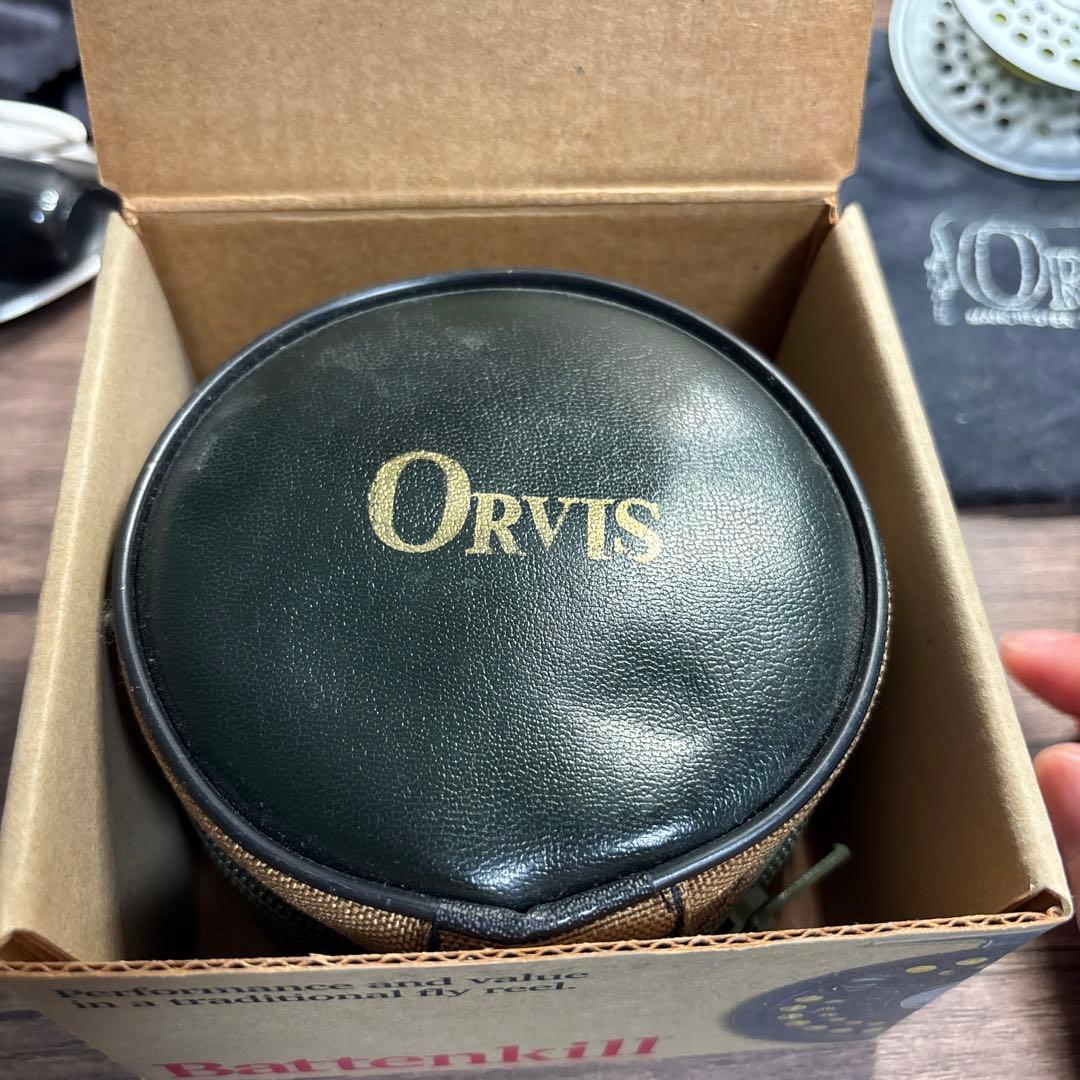 ORVIS
Performance and value
in a traditional fly reel.
Battenkill